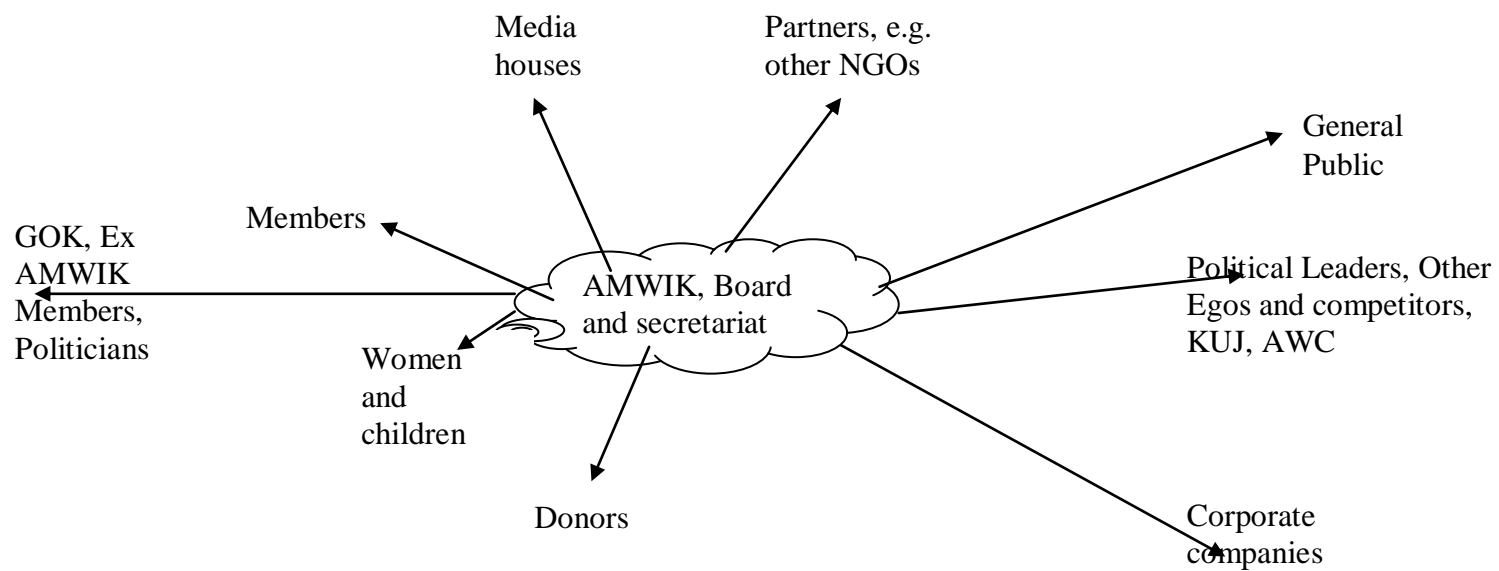 Media
houses
Partners, e.g.
other NGOs
General
Public
Members
GOK, Ex
AMWIK
Members,
Politicians
AMWIK, Board
and secretariat
Political Leaders, Other
Egos and competitors,
KUJ, AWC
Women
and
children
Donors
Corporate
companies